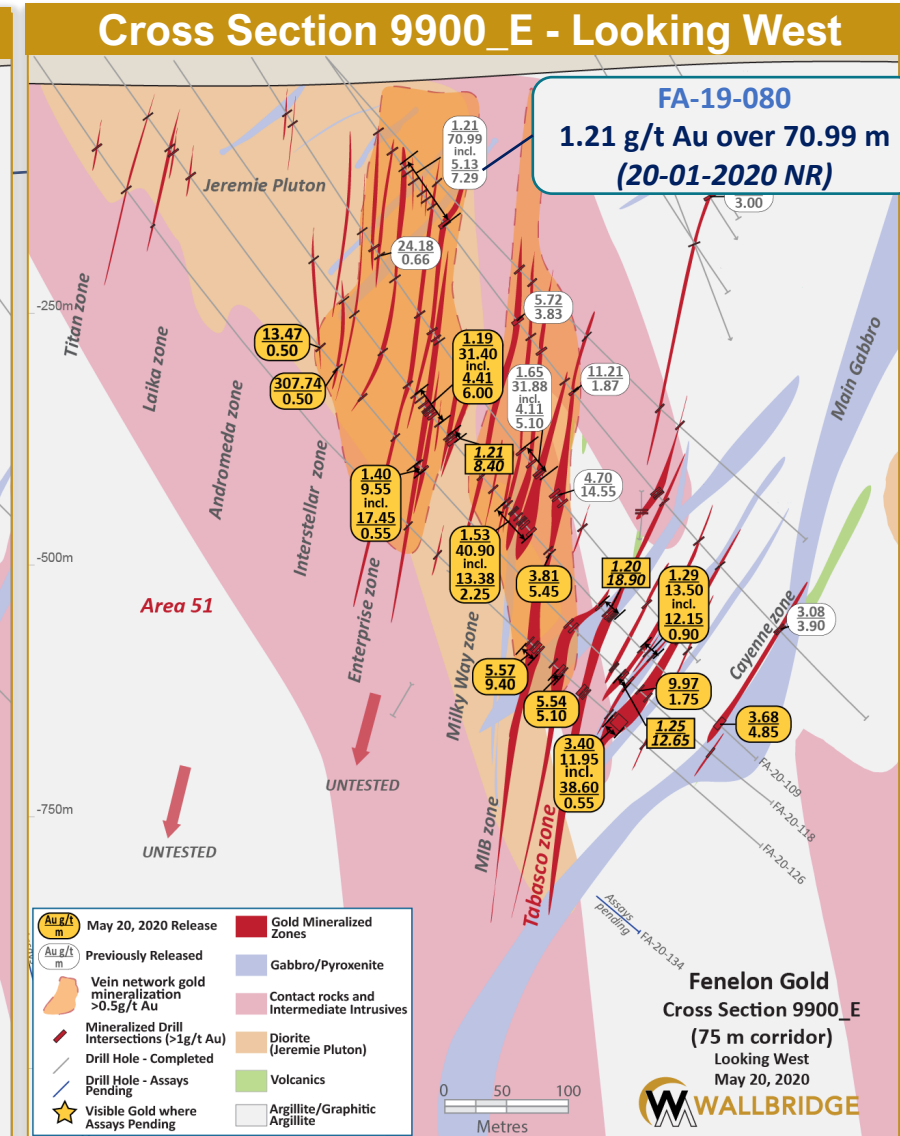 Cross Section 9900_E - Looking West
FA-19-080
1.21 g/t Au over 70.99 m
(20-01-2020 NR)
1.21
70.99
incl.
5.13
7.29
3.00
Jeremie Pluton
24.18
0.66
-250m
5.72
3.83
13.47
0.50
307.74
0.50
1.19
31.40
incl.
4.41
6.00
1.65
31.88
incl.
4.11
5.10
11.21
1.87
Titan zone
Laika zone
Andromeda zone
Interstellar zone
Main Gabbro
1.21
8.40
4.70
14.55
1.40
9.55
incl.
17.45
0.55
-500m
1.53
40.90
incl.
13.38
2.25
3.81
5.45
1.20
18.90
1.29
13.50
incl.
12.15
0.90
Area 51
Enterprise zone
Milky Way zone
Cayenne zone
3.08
3.90
5.57
9.40
5.54
5.10
9.97
1.75
1.25
12.65
3.68
4.85
3.40
11.95
incl.
38.60
0.55
UNTESTED
-750m
UNTESTED
MIB zone
Tabasco zone
FA-20-109
FA-20-118
FA-20-126
Assays
pending
FA-20-134
Au g/t
m
May 20, 2020 Release
Au g/t
m
Previously Released
Vein network gold
mineralization
>0.5g/t Au
Mineralized Drill
Intersections (>1g/t Au)
Drill Hole - Completed
Drill Hole - Assays
Pending
Visible Gold where
Assays Pending
Gold Mineralized
Zones
Gabbro/Pyroxenite
Contact rocks and
Intermediate Intrusives
Diorite
(Jeremie Pluton)
Volcanics
Argillite/Graphitic
Argillite
0 50 100
Metres
Fenelon Gold
Cross Section 9900_E
(75 m corridor)
Looking West
May 20, 2020
WALLBRIDGE